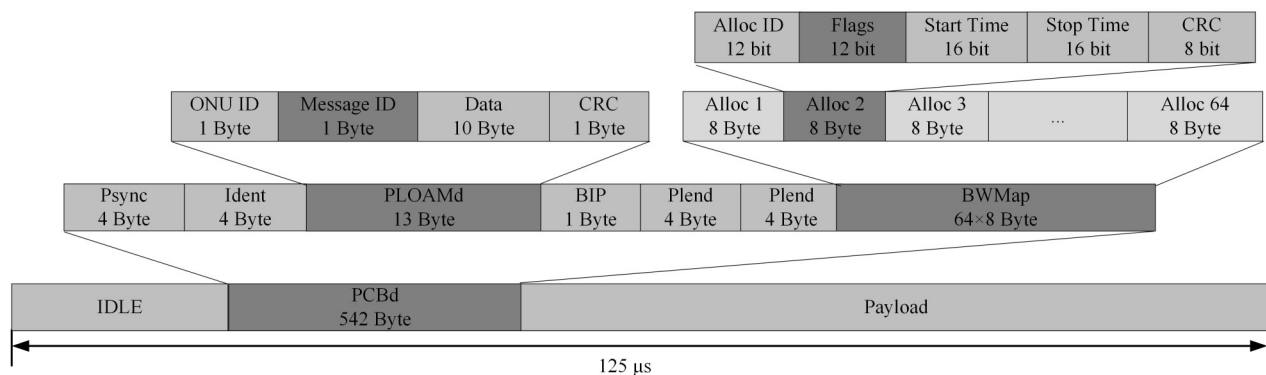 Alloc ID
12 bit
Flags
12 bit
Start Time
16 bit
Stop Time
16 bit
CRC
8 bit
ONU ID
1 Byte
Message ID
1 Byte
Data
10 Byte
CRC
1 Byte
Alloc 1
8 Byte
Alloc 2
8 Byte
Alloc 3
8 Byte
...
Alloc 64
8 Byte
Psync
4 Byte
Ident
4 Byte
PLOAMd
13 Byte
BIP
1 Byte
Plend
4 Byte
Plend
4 Byte
BWMap
64×8 Byte
IDLE
PCBd
542 Byte
Payload
125 μs